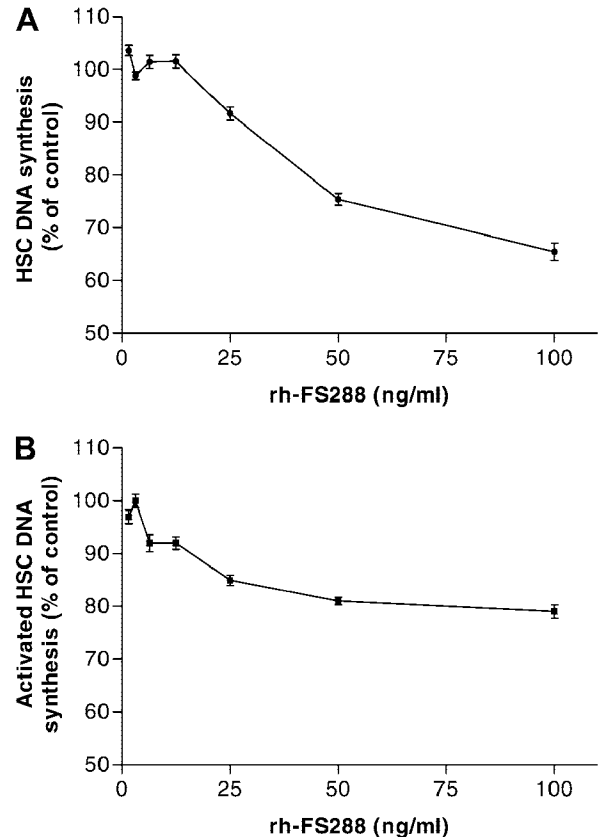 A
110
100
90
80
70
60
50
HSC DNA synthesis
(% of control)
0 25 50 75 100
rh-FS288 (ng/ml)
B
110
100
90
80
70
60
50
Activated HSC DNA
synthesis (% of control)
0 25 50 75 100
rh-FS288 (ng/ml)